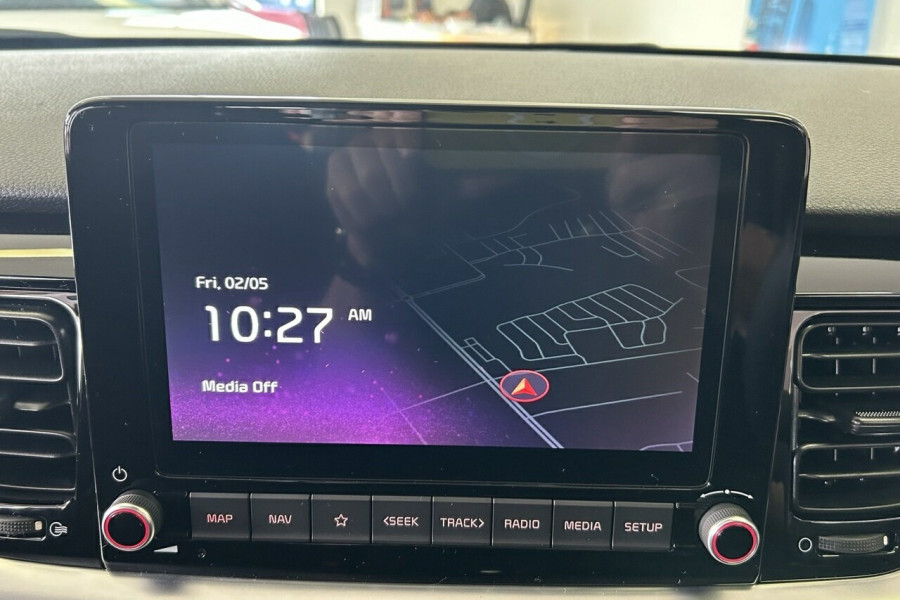 Fri, 02/05
10:27 AM
Media Off
MAP NAV <SEEK TRACK> RADIO MEDIA SETUP